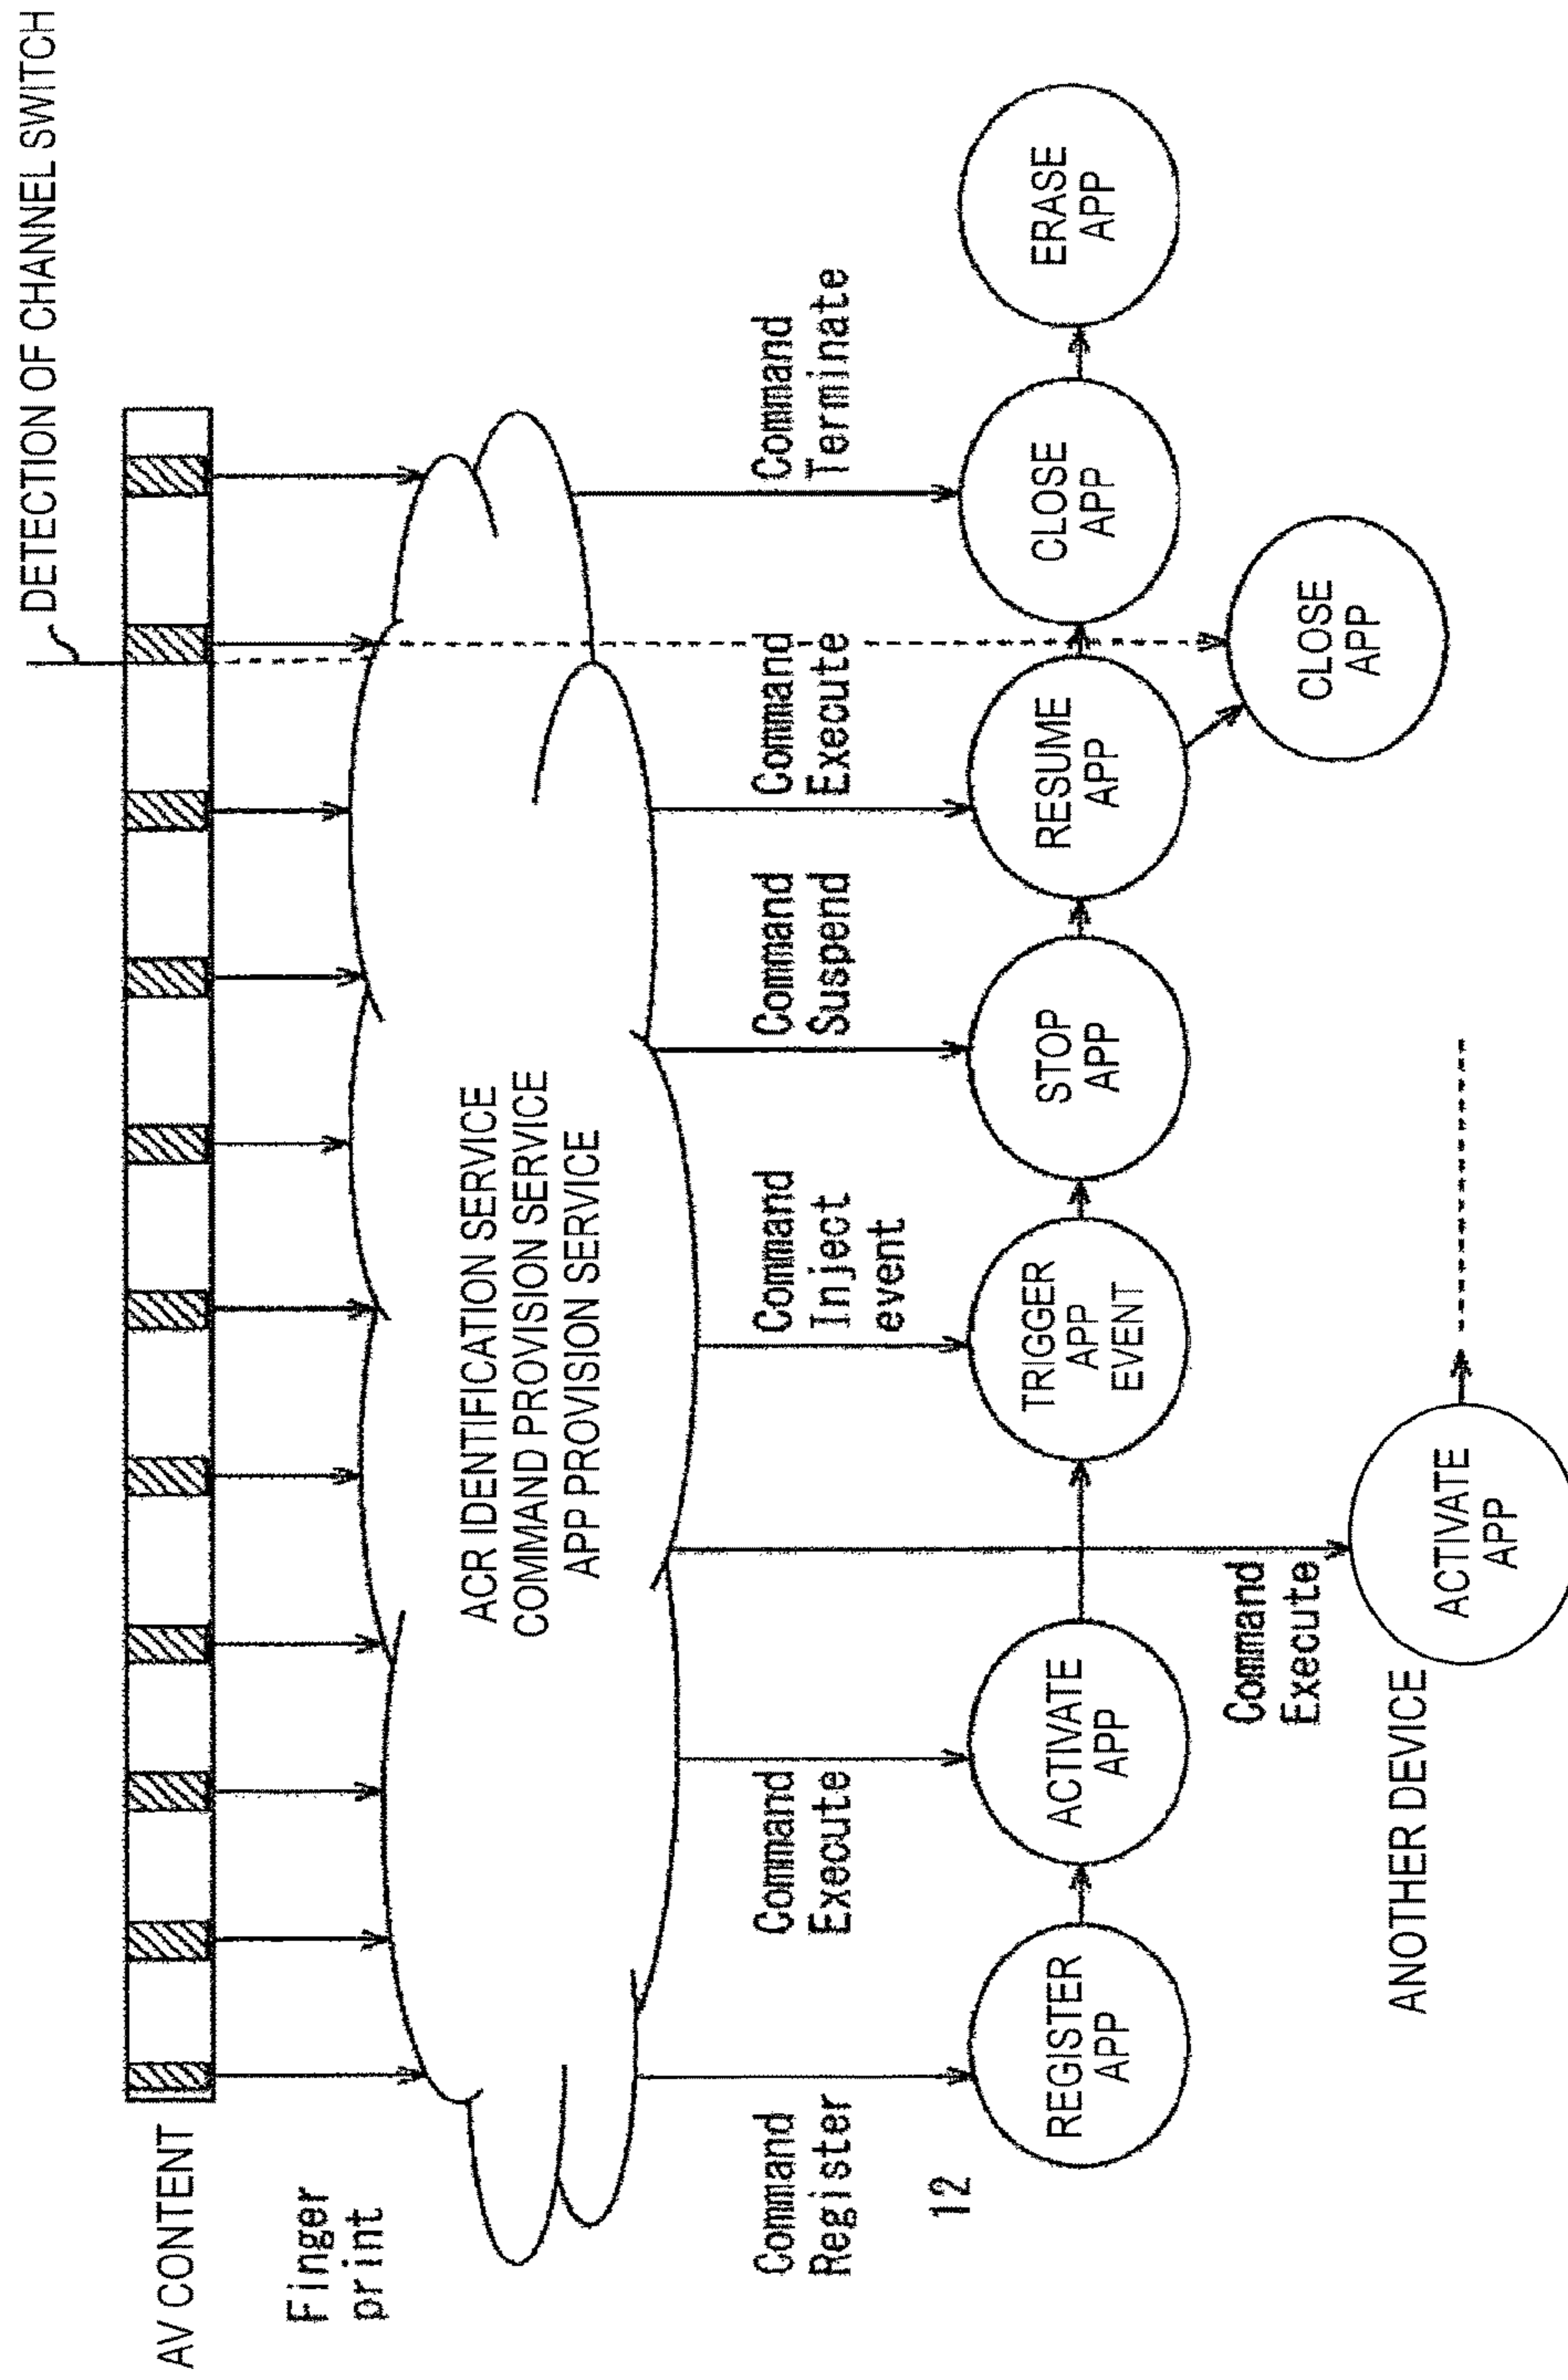 DETECTION OF CHANNEL SWITCH
AV CONTENT
Finger
print
ACR IDENTIFICATION SERVICE
COMMAND PROVISION SERVICE
APP PROVISION SERVICE
Command
Register
Command
Execute
Command
Inject
event
Command
Suspend
Command
Execute
Command
Terminate
12
REGISTER
APP
ACTIVATE
APP
TRIGGER
APP
EVENT
STOP
APP
RESUME
APP
CLOSE
APP
ERASE
APP
CLOSE
APP
Command
Execute
ANOTHER DEVICE
ACTIVATE
APP